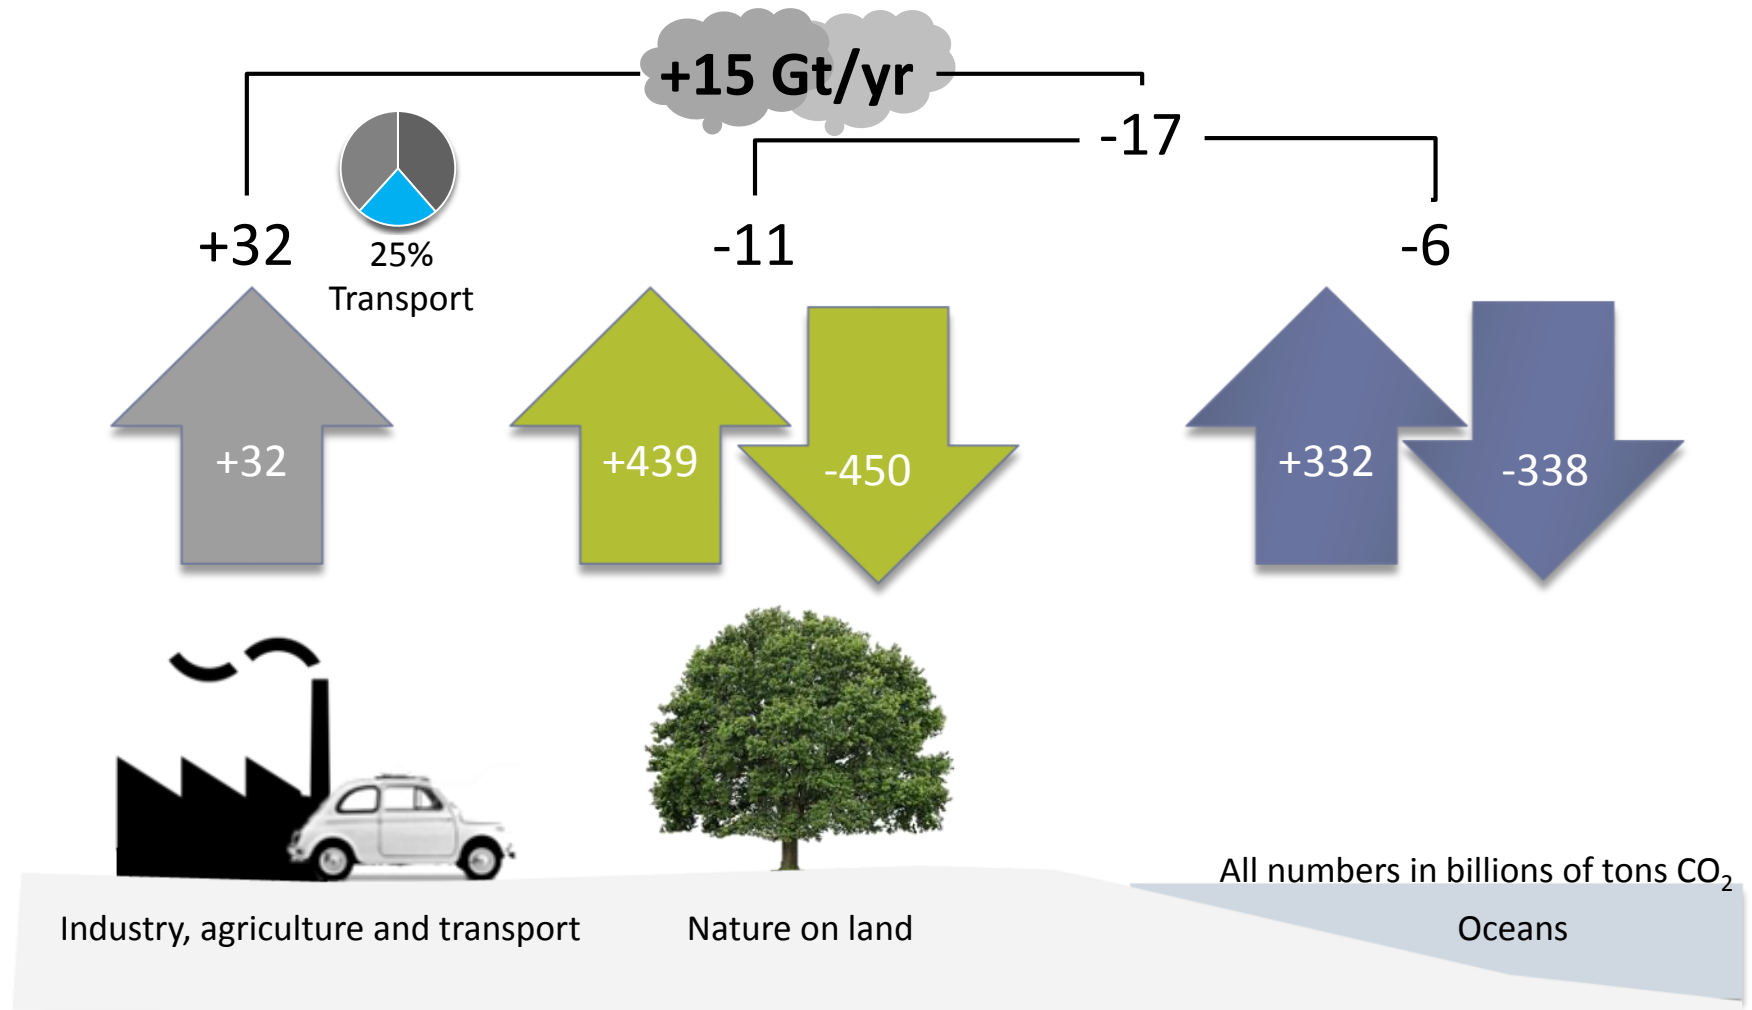 +15 Gt/yr
-17
+32
25%
Transport
-11
-6
+32
+439
-450
+332
-338
All numbers in billions of tons CO₂
Industry, agriculture and transport
Nature on land
Oceans